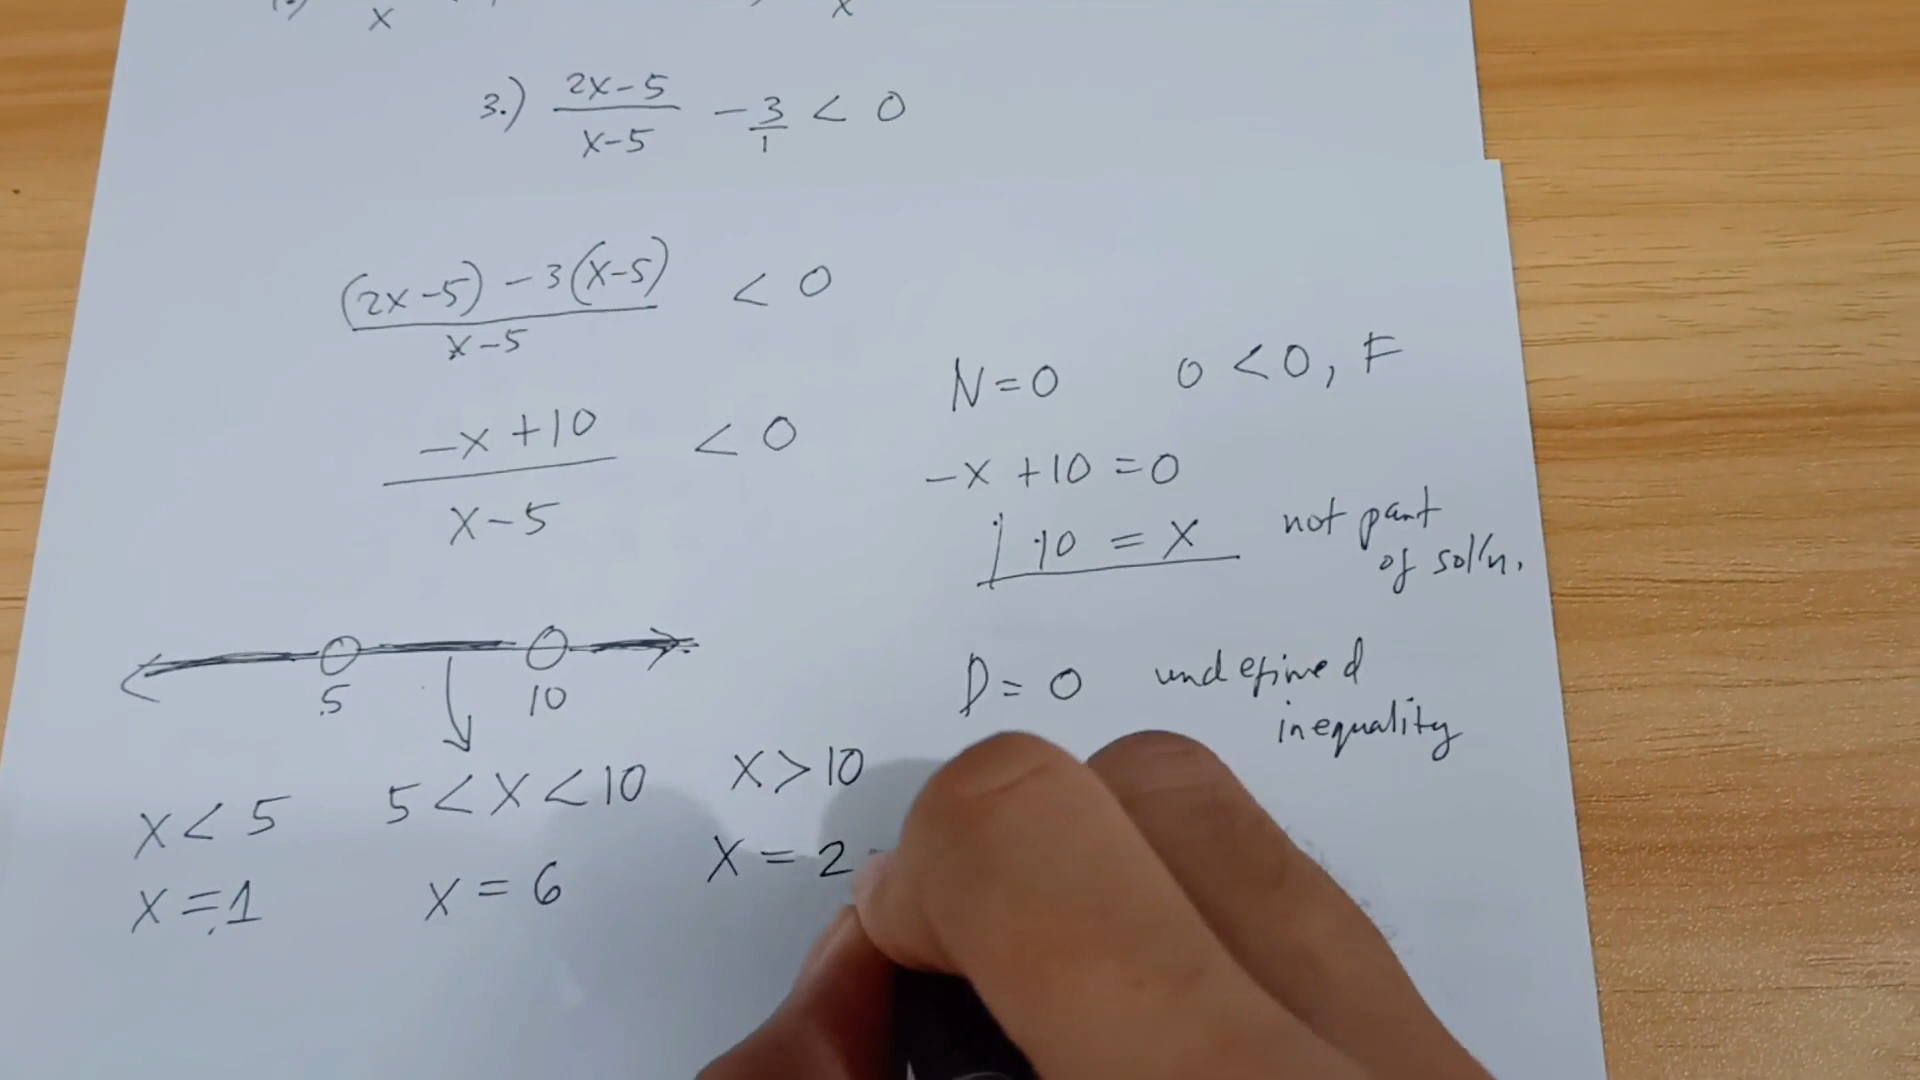 x x
3.) 2x-5 / x-5 - 3/1 < 0
(2x-5) - 3(x-5) / x-5 < 0
-x+10 / x-5 < 0
5 10
x<5 5<x<10 x>10
x=1 x=6 x=2
N=0 0<0, F
-x+10=0
10=x not part
of sol'n.
D=0 undefined
inequality